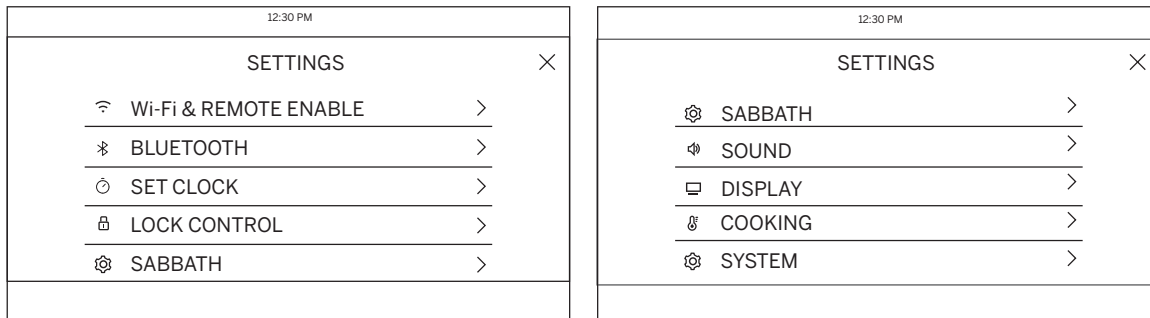 12:30 PM
SETTINGS
Wi-Fi & REMOTE ENABLE
BLUETOOTH
SET CLOCK
LOCK CONTROL
SABBATH
12:30 PM
SETTINGS
SABBATH
SOUND
DISPLAY
COOKING
SYSTEM